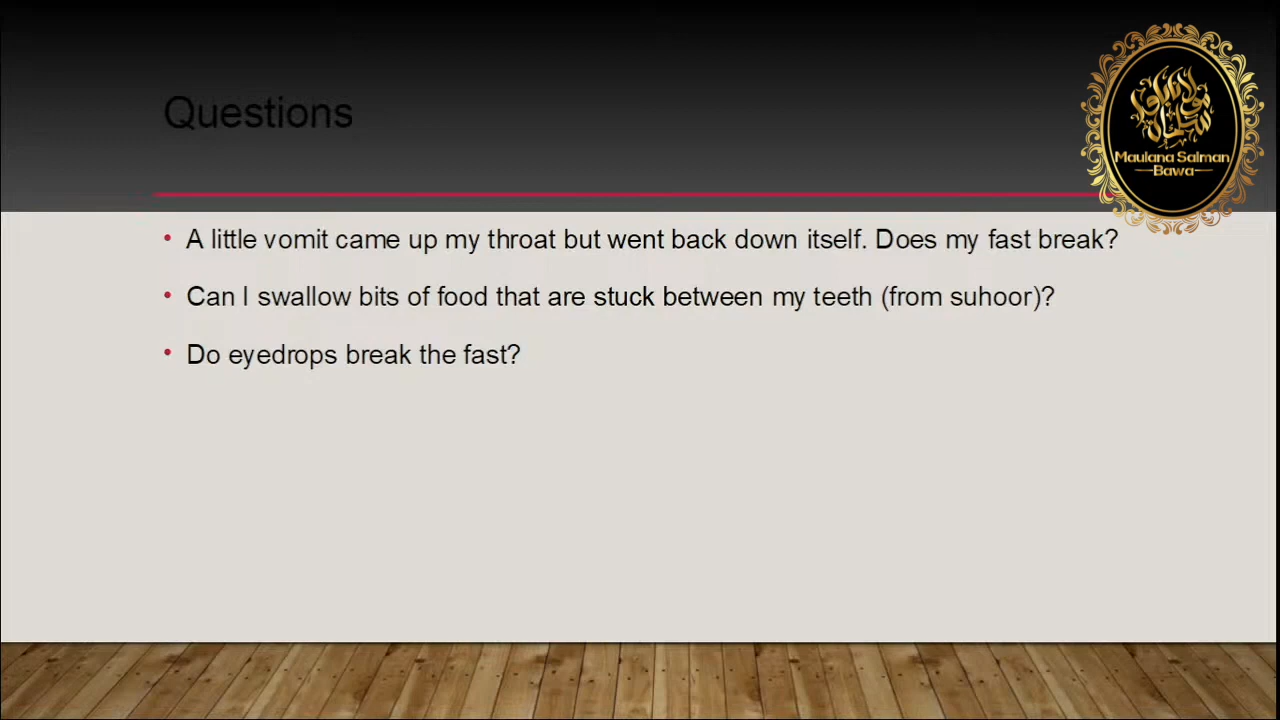 Questions
Maulana Salman
Bawa
A little vomit came up my throat but went back down itself. Does my fast break?
Can I swallow bits of food that are stuck between my teeth (from suhoor)?
Do eyedrops break the fast?